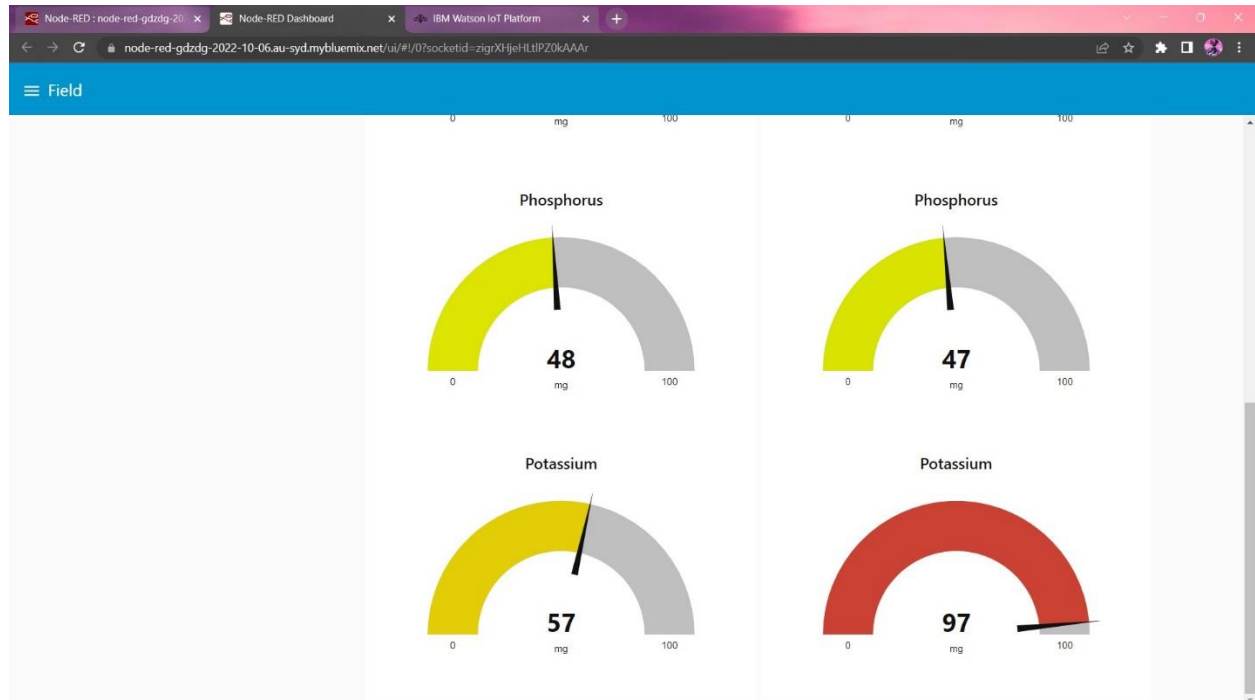 Node-RED : node-red-gdzdg-20
Node-RED Dashboard
IBM Watson IoT Platform
node-red-gdzdg-2022-10-06.au-syd.mybluemix.net/ui/#!/0?socketid=zigrXHjeHLtlPZ0kAAAr
Field
0 mg 100
0 mg 100
Phosphorus
48
0 mg 100
Phosphorus
47
0 mg 100
Potassium
57
0 mg 100
Potassium
97
0 mg 100